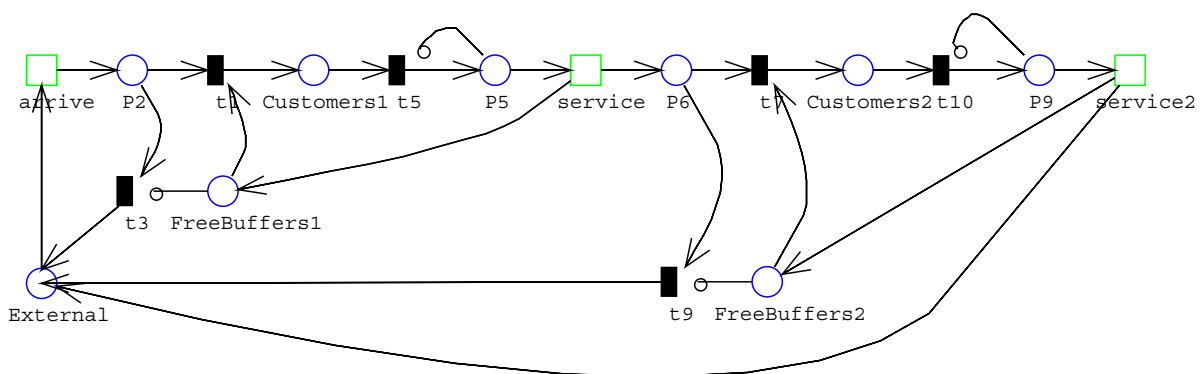 arrive P2 t1 Customers1 t5 P5 service P6 t7 Customers2 t10 P9 service2
t3 FreeBuffers1
External t9 FreeBuffers2